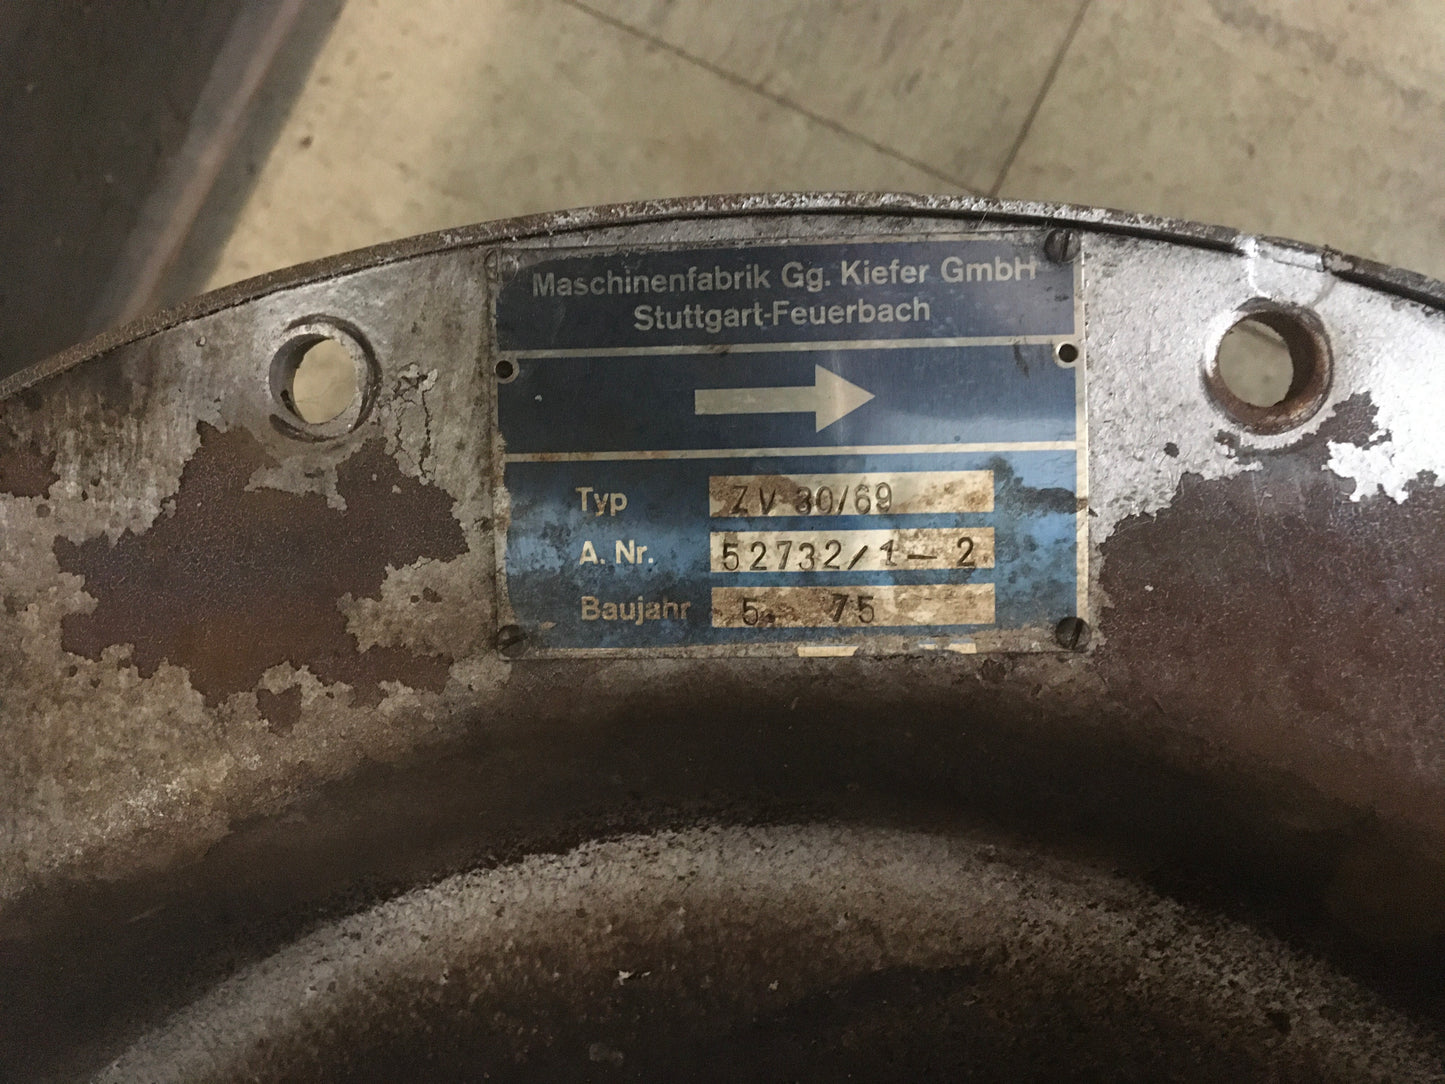 Maschinenfabrik Gg. Kiefer GmbH
Stuttgart-Feuerbach
Typ ZV 30/69
A. Nr. 52732/1-2
Baujahr 5. 75